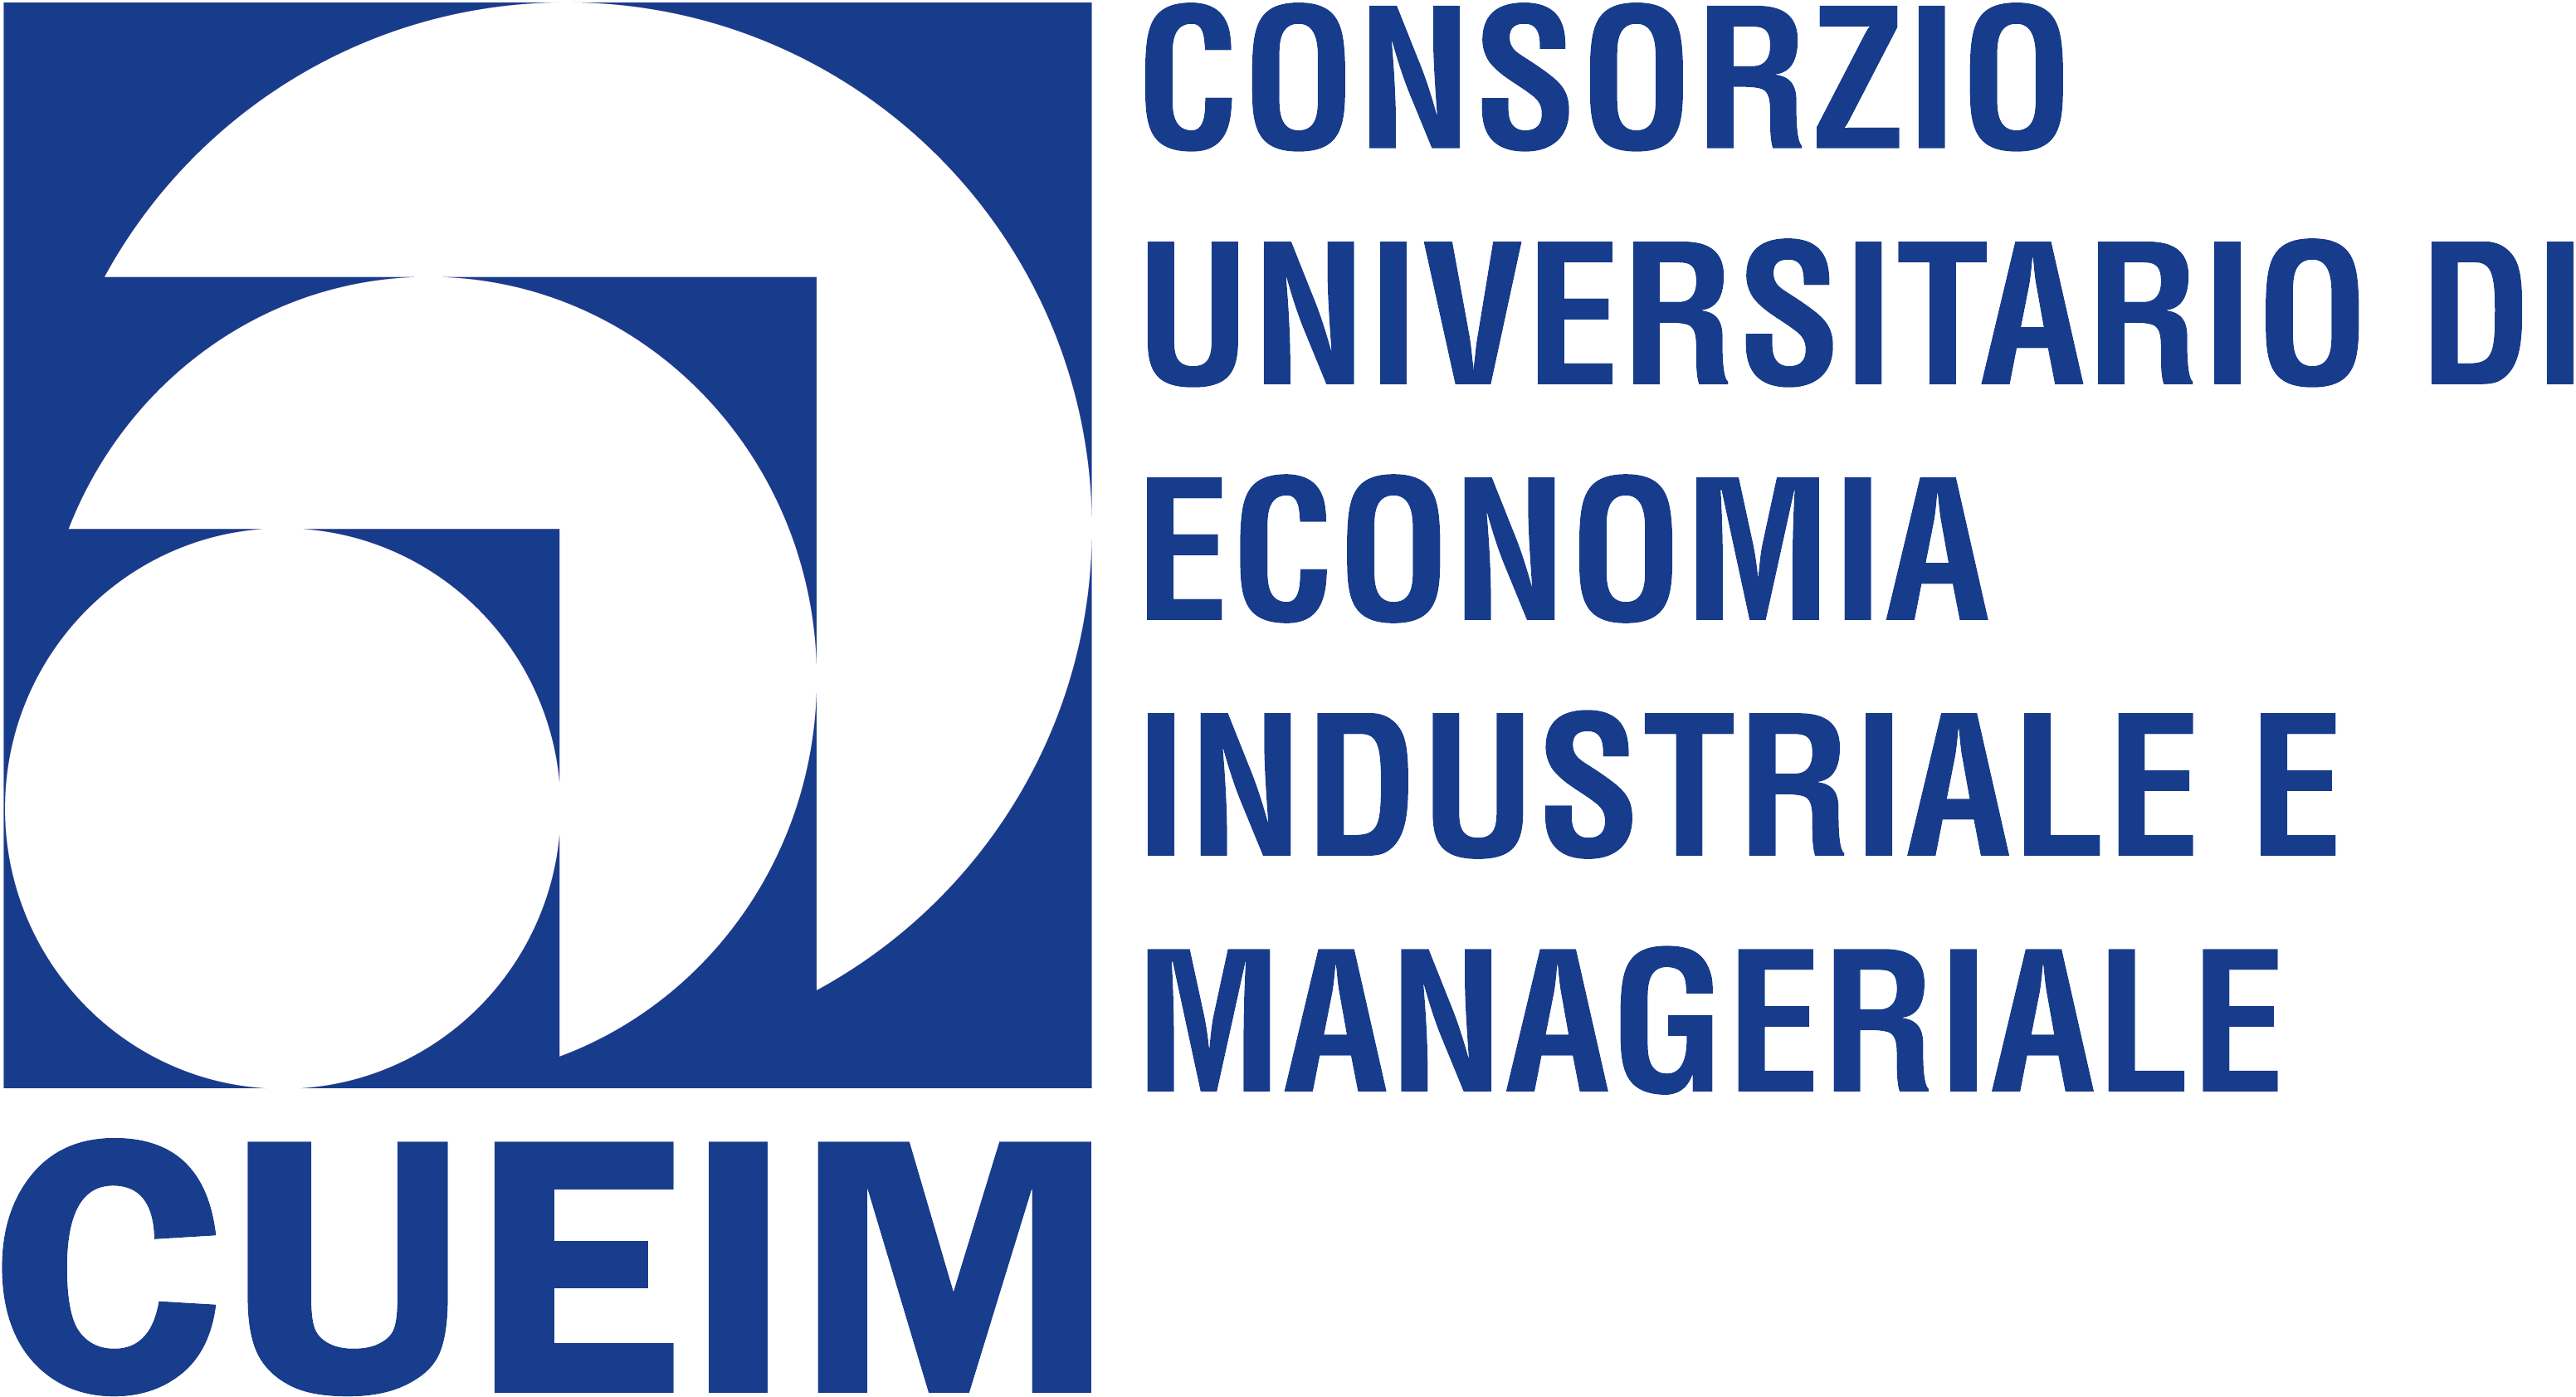 CONSORZIO
UNIVERSITARIO DI
ECONOMIA
INDUSTRIALE E
MANAGERIALE
CUEIM